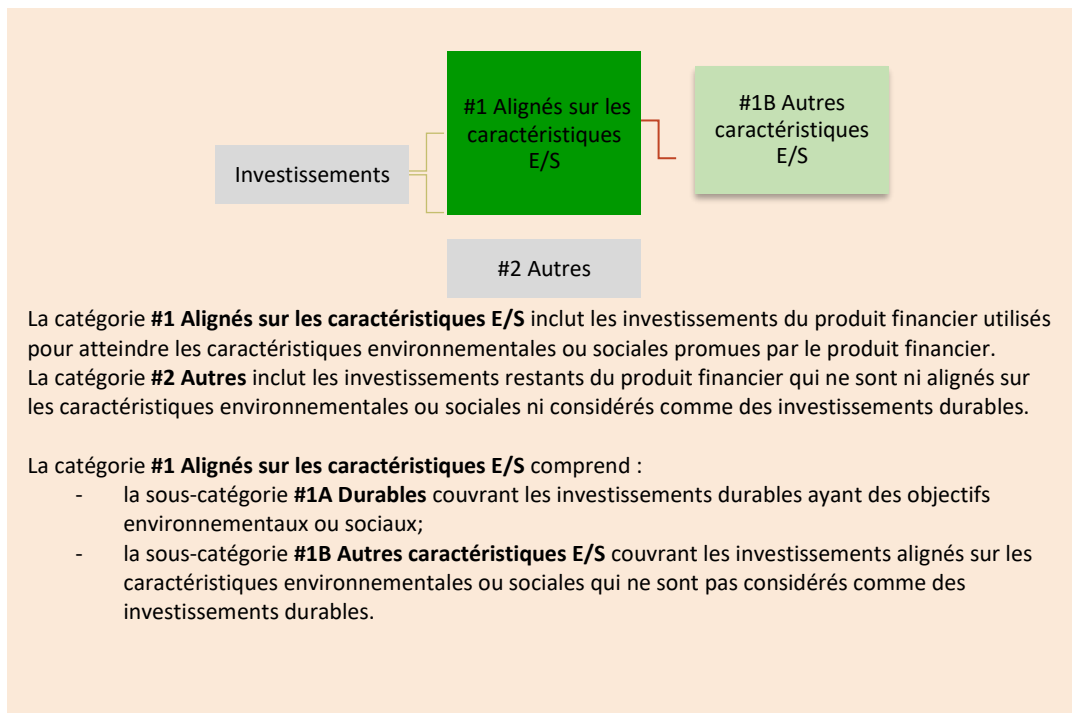 #1 Alignés sur les
caractéristiques
E/S
#1B Autres
caractéristiques
E/S
Investissements
#2 Autres
La catégorie #1 Alignés sur les caractéristiques E/S inclut les investissements du produit financier utilisés
pour atteindre les caractéristiques environnementales ou sociales promues par le produit financier.
La catégorie #2 Autres inclut les investissements restants du produit financier qui ne sont ni alignés sur
les caractéristiques environnementales ou sociales ni considérés comme des investissements durables.
La catégorie #1 Alignés sur les caractéristiques E/S comprend :
- la sous-catégorie #1A Durables couvrant les investissements durables ayant des objectifs
environnementaux ou sociaux;
- la sous-catégorie #1B Autres caractéristiques E/S couvrant les investissements alignés sur les
caractéristiques environnementales ou sociales qui ne sont pas considérés comme des
investissements durables.